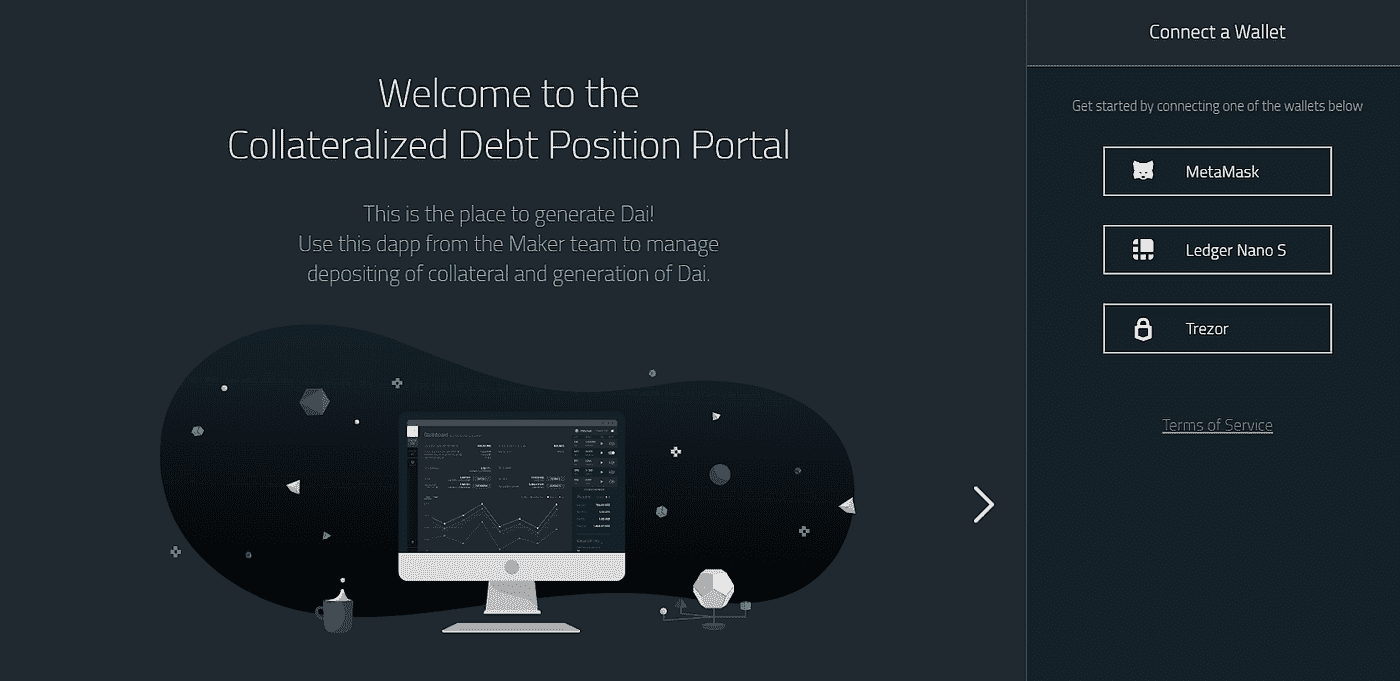 Welcome to the
Collateralized Debt Position Portal
This is the place to generate Dai!
Use this dapp from the Maker team to manage
depositing of collateral and generation of Dai.
Connect a Wallet
Get started by connecting one of the wallets below
MetaMask
Ledger Nano S
Trezor
Terms of Service